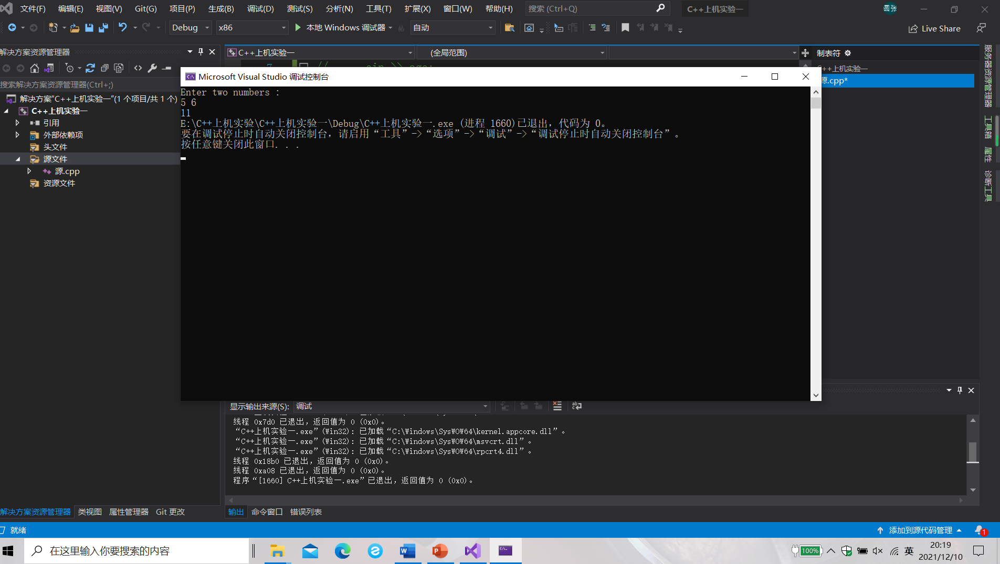 文件(F) 编辑(E) 视图(V) Git(G) 项目(P) 生成(B) 调试(D) 测试(S) 分析(N) 工具(T) 扩展(X) 窗口(W) 帮助(H) 搜索 (Ctrl+Q) C++上机实验一 圆张
Debug x86 本地 Windows 调试器 自动 Live Share
解决方案资源管理器
C++上机实验一 (全局范围) 制表符
搜索解决方案资源管理器(Ctrl+;)
解决方案“C++上机实验一”(1 个项目/共 1 个)
C++上机实验一
引用
外部依赖项
头文件
源文件
源.cpp
资源文件
Microsoft Visual Studio 调试控制台
Enter two numbers :
5 6
11
E:\C++上机实验\C++上机实验一\Debug\C++上机实验一.exe (进程 1660)已退出，代码为 0。
要在调试停止时自动关闭控制台，请启用“工具”->“选项”->“调试”->“调试停止时自动关闭控制台”。
按任意键关闭此窗口. . .
C++上机实验一
源.cpp*
服务器资源管理器
工具箱
属性
诊断工具
显示输出来源(S): 调试
线程 0x7d0 已退出，返回值为 0 (0x0)。
“C++上机实验一.exe”(Win32): 已加载“C:\Windows\SysWOW64\kernel.appcore.dll”。
“C++上机实验一.exe”(Win32): 已加载“C:\Windows\SysWOW64\msvcrt.dll”。
“C++上机实验一.exe”(Win32): 已加载“C:\Windows\SysWOW64\rpcrt4.dll”。
线程 0x18b0 已退出，返回值为 0 (0x0)。
线程 0xa08 已退出，返回值为 0 (0x0)。
程序“[1660] C++上机实验一.exe”已退出，返回值为 0 (0x0)。
解决方案资源管理器 类视图 属性管理器 Git 更改 输出 命令窗口 错误列表
就绪 添加到源代码管理 1
在这里输入你要搜索的内容 100% 英 20:19
2021/12/10